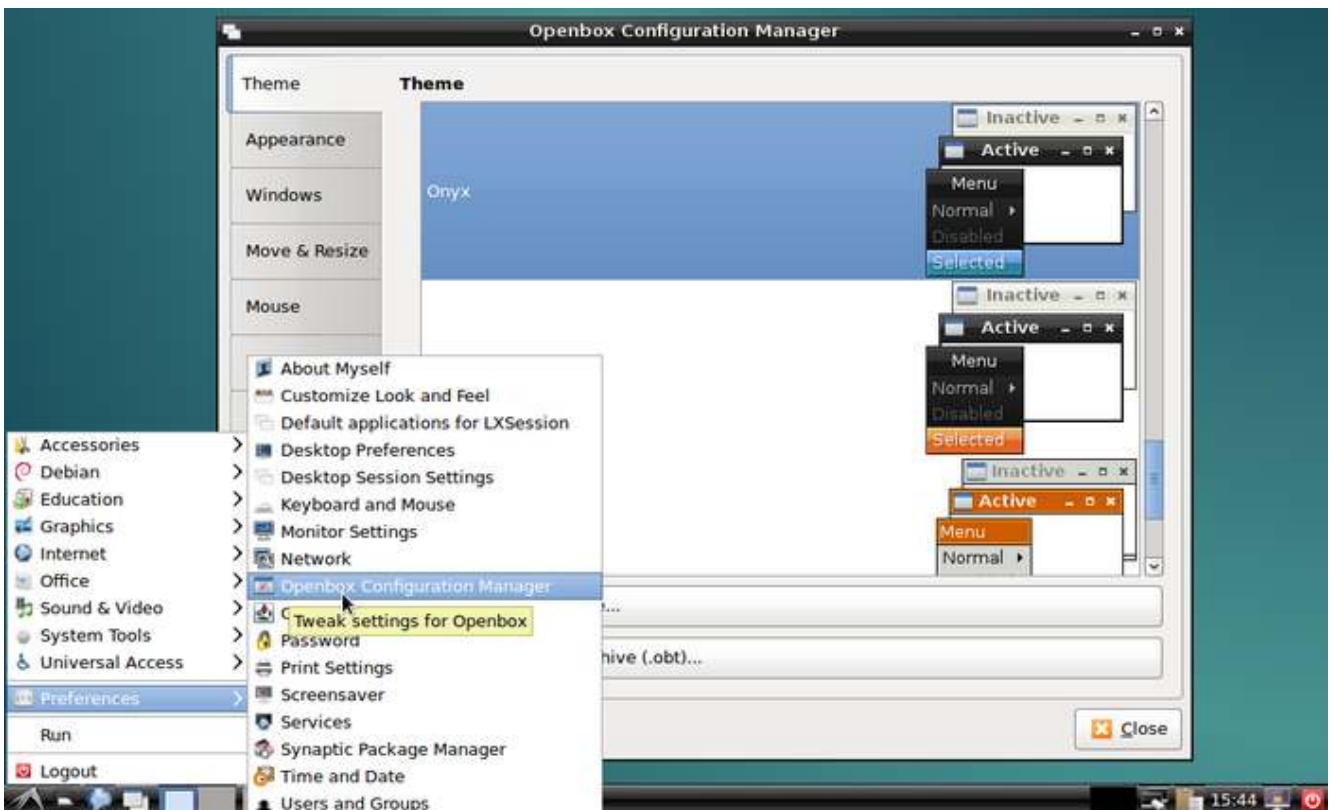 Openbox Configuration Manager
Theme
Appearance
Windows
Move & Resize
Mouse
Theme
Onyx
Inactive
Active
Menu
Normal
Disabled
Selected
Inactive
Active
Menu
Normal
Disabled
Selected
Inactive
Active
Menu
Normal
...
hive (.obt)...
Close
About Myself
Customize Look and Feel
Default applications for LXSession
Desktop Preferences
Desktop Session Settings
Keyboard and Mouse
Monitor Settings
Network
Openbox Configuration Manager
Tweak settings for Openbox
Password
Print Settings
Screensaver
Services
Synaptic Package Manager
Time and Date
Users and Groups
Accessories
Debian
Education
Graphics
Internet
Office
Sound & Video
System Tools
Universal Access
Preferences
Run
Logout
15:44